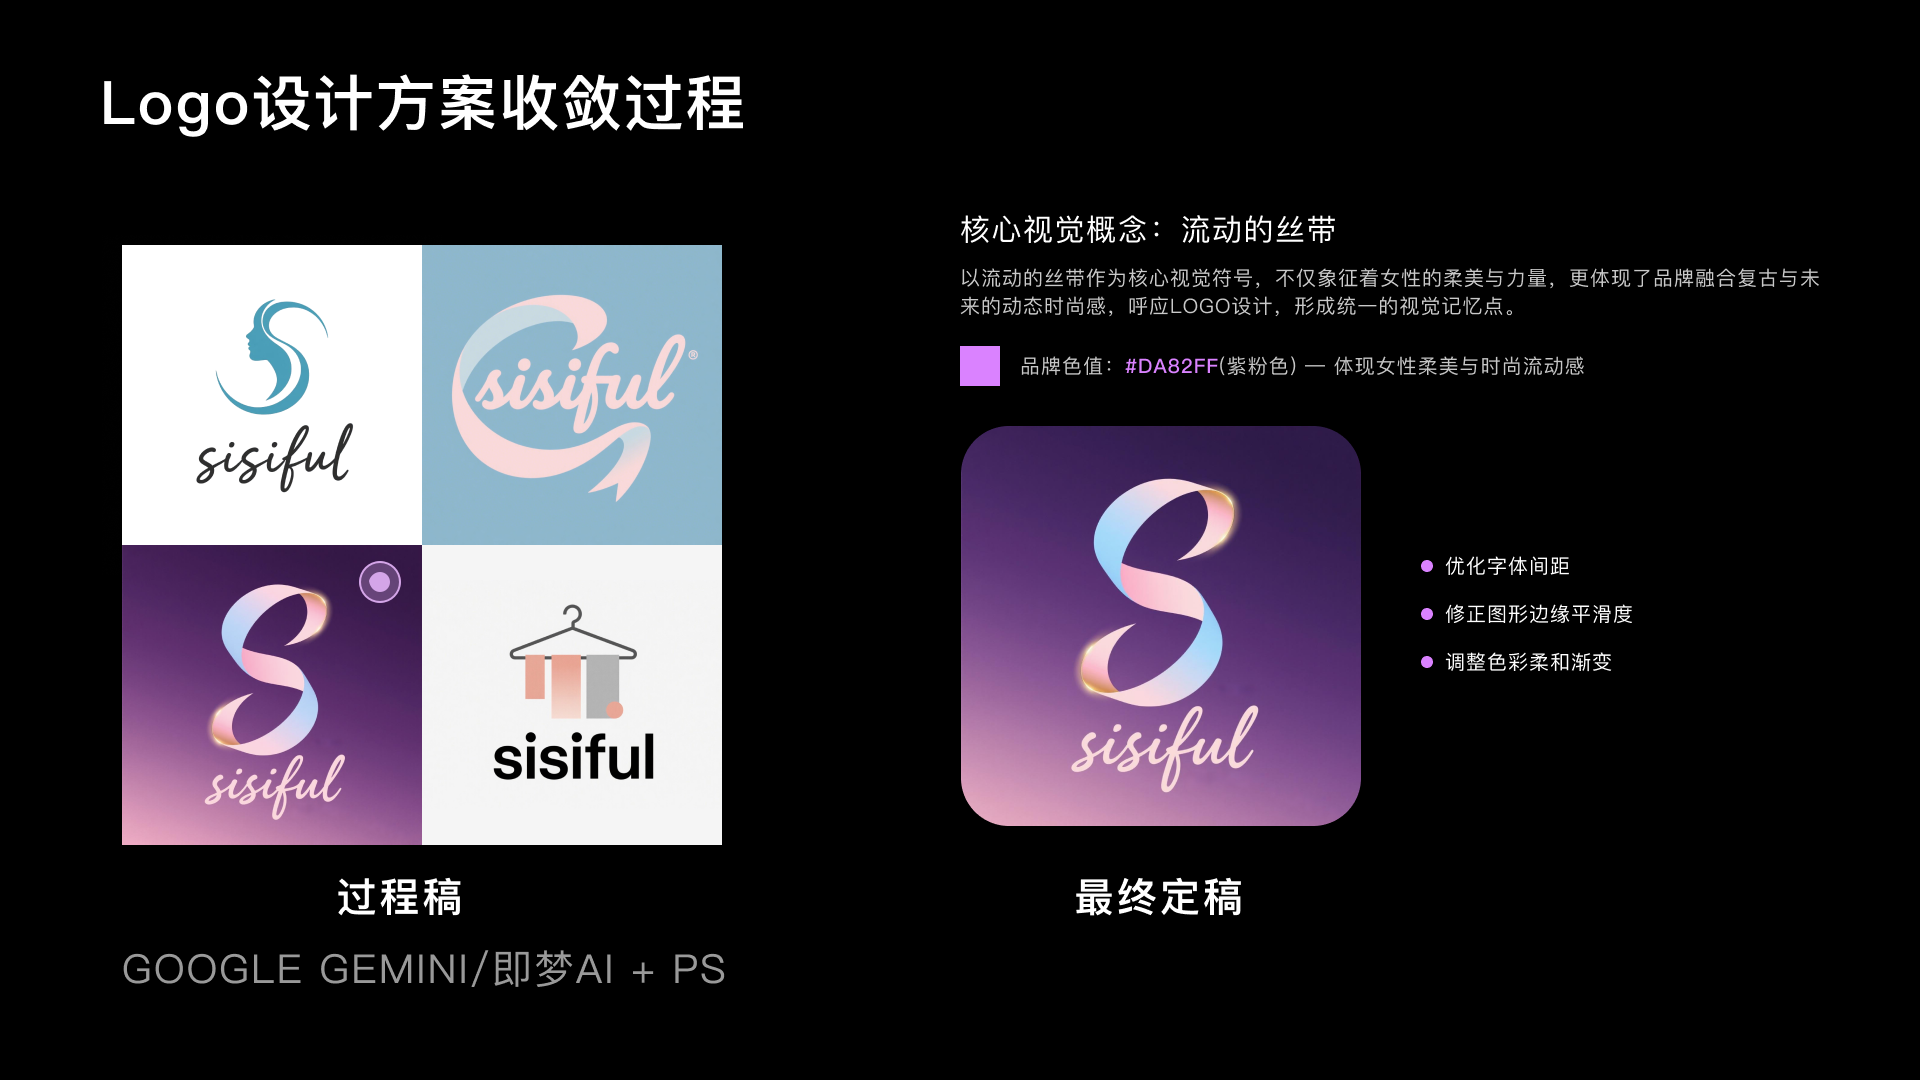 Logo设计方案收敛过程
sisiful
sisiful®
sisiful
sisiful
过程稿
GOOGLE GEMINI/即梦AI + PS
核心视觉概念：流动的丝带
以流动的丝带作为核心视觉符号，不仅象征着女性的柔美与力量，更体现了品牌融合复古与未
来的动态时尚感，呼应LOGO设计，形成统一的视觉记忆点。
品牌色值：#DA82FF(紫粉色) — 体现女性柔美与时尚流动感
sisiful
优化字体间距
修正图形边缘平滑度
调整色彩柔和渐变
最终定稿